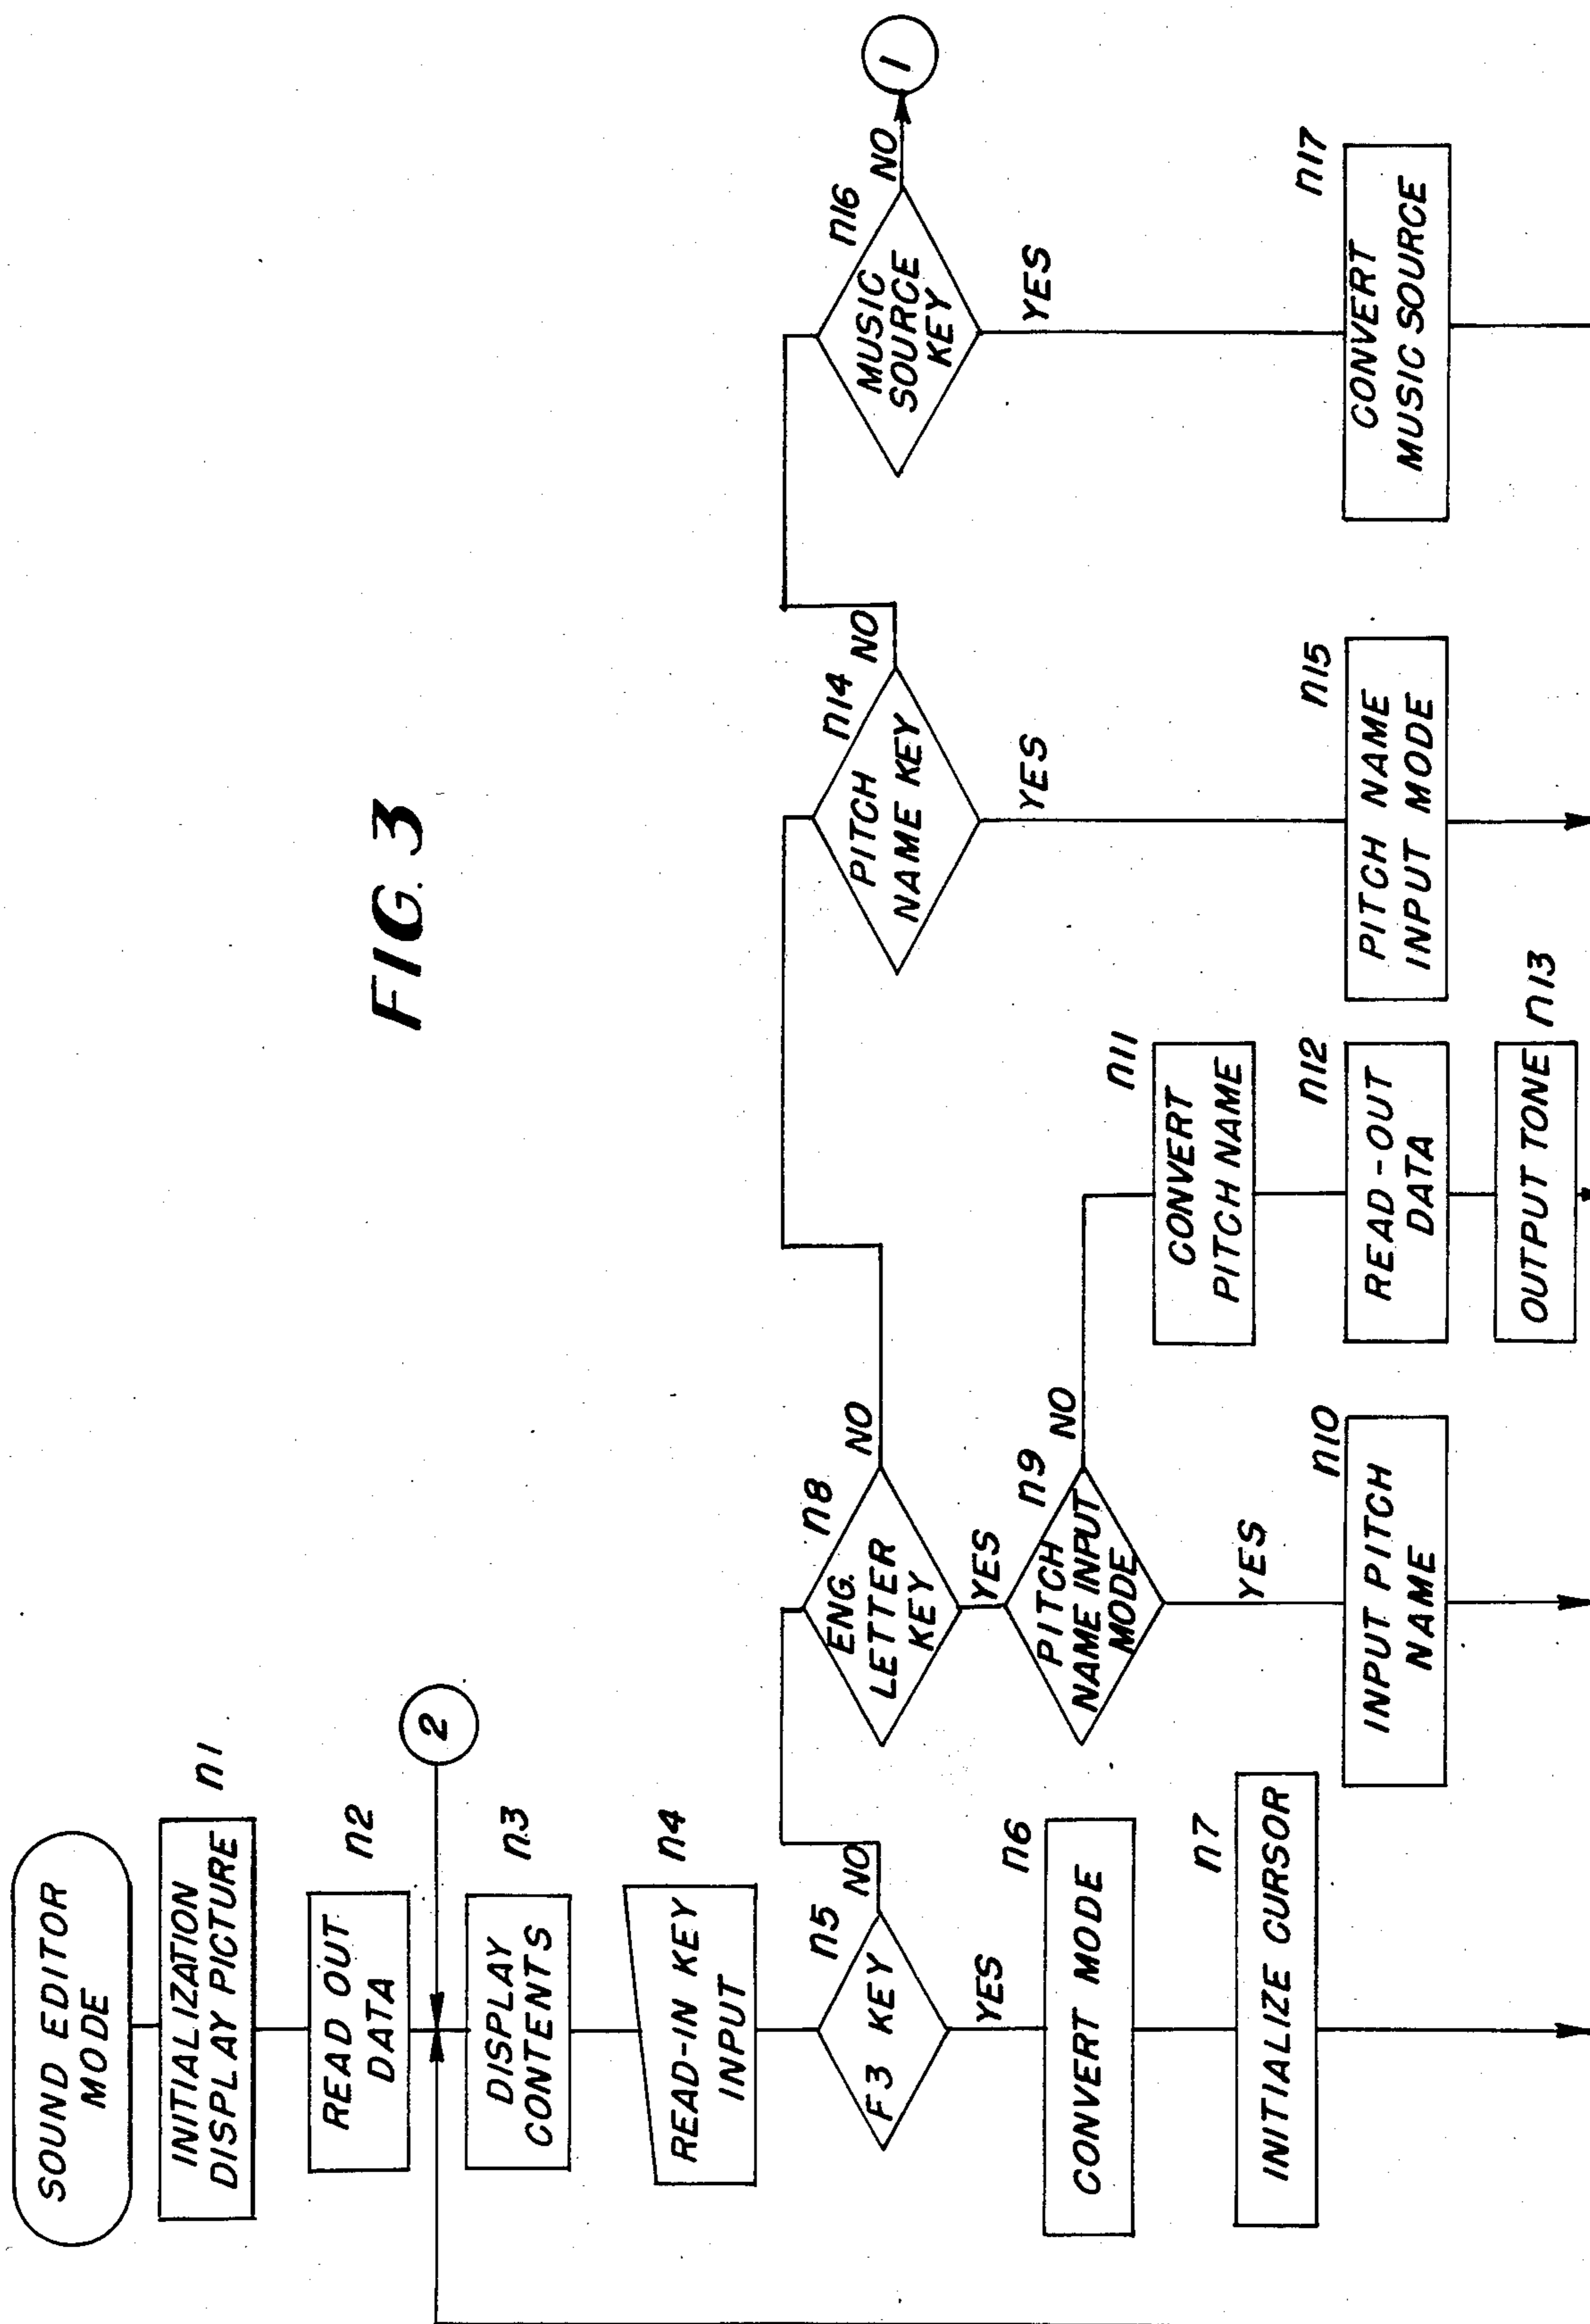 FIG. 3
SOUND EDITOR
MODE
n1
INITIALIZATION
DISPLAY PICTURE
n2
READ OUT
DATA
2
n3
DISPLAY
CONTENTS
n4
READ-IN KEY
INPUT
n5
F3 KEY
NO
YES
n6
CONVERT MODE
n7
INITIALIZE CURSOR
n8
ENG.
LETTER
KEY
NO
YES
n9
PITCH
NAME INPUT
MODE
NO
YES
n10
INPUT PITCH
NAME
n11
CONVERT
PITCH NAME
n12
READ-OUT
DATA
n13
OUTPUT TONE
n14
PITCH
NAME KEY
NO
YES
n15
PITCH NAME
INPUT MODE
n16
MUSIC
SOURCE
KEY
NO
1
YES
n17
CONVERT
MUSIC SOURCE